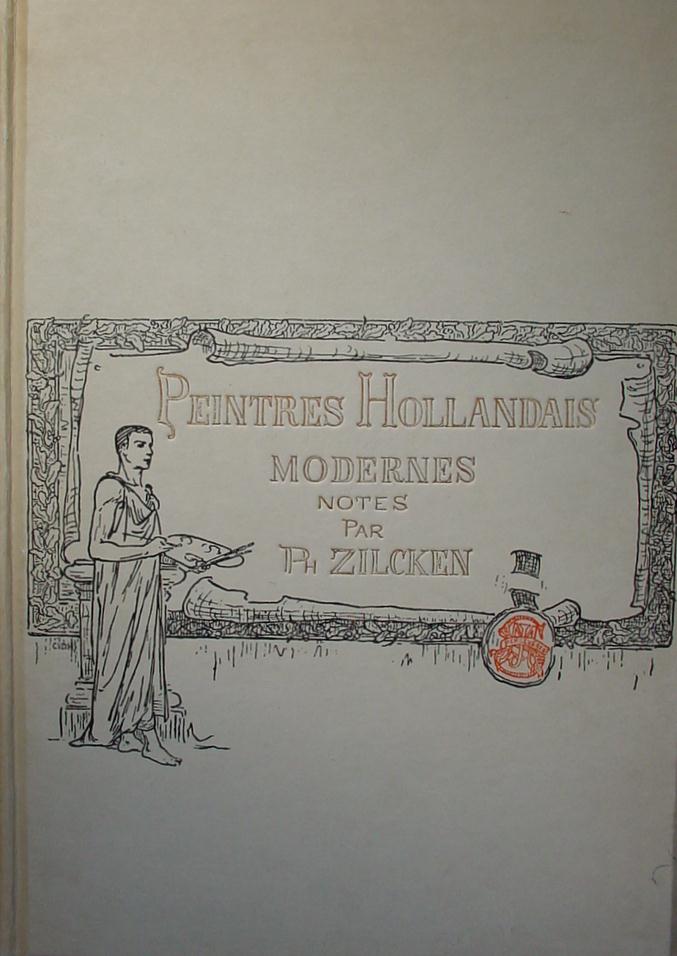 PEINTRES HOLLANDAIS
MODERNES
NOTES
PAR
PH ZILCKEN